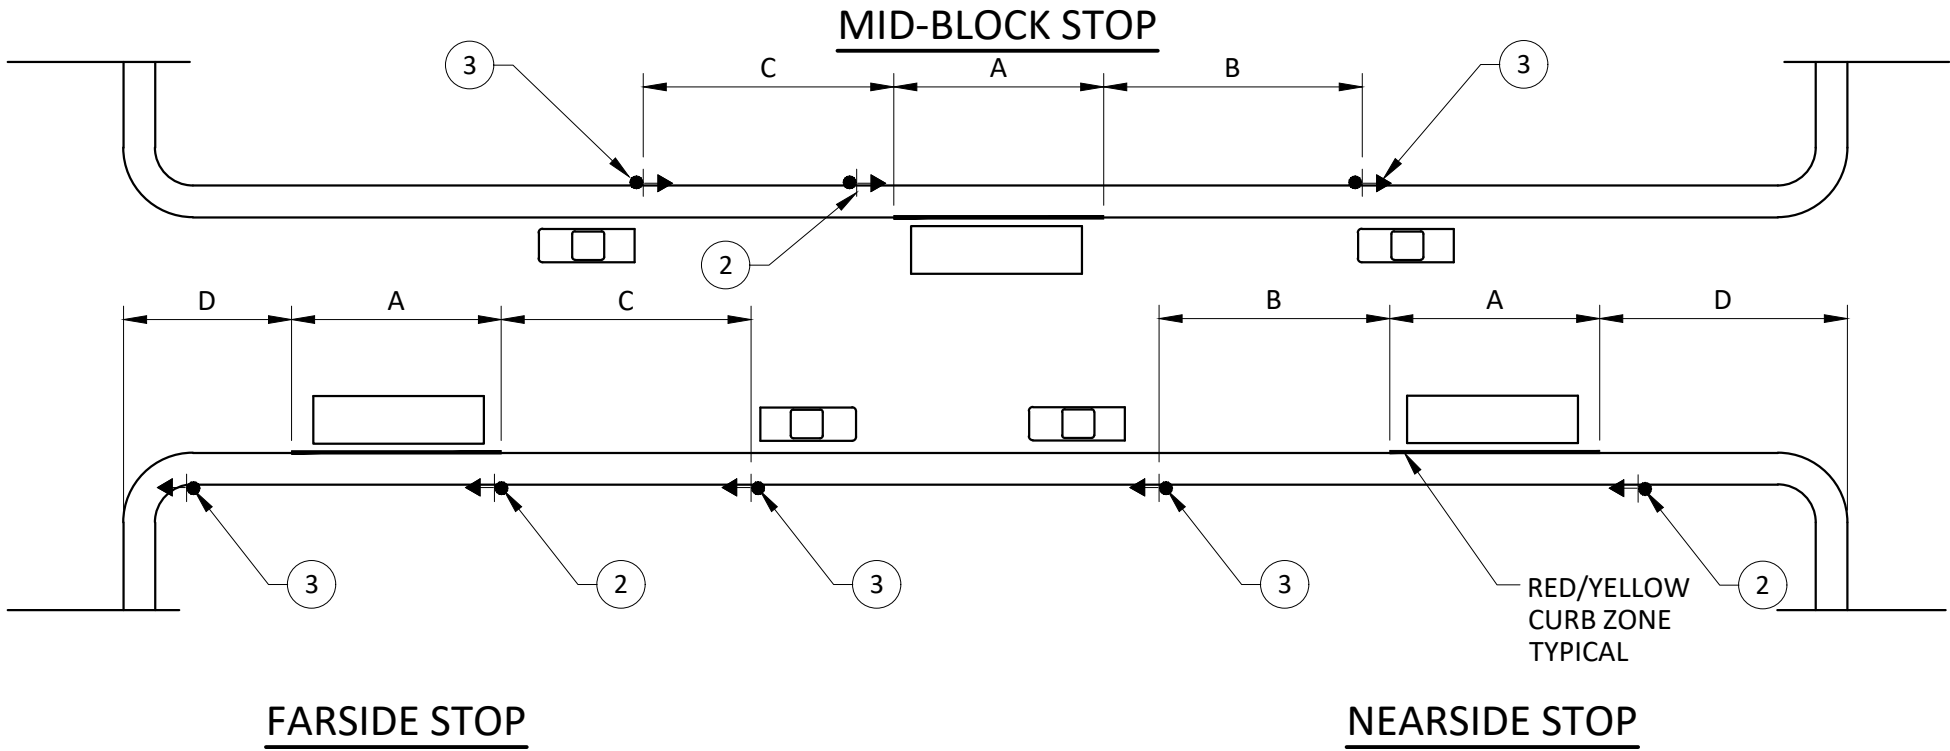 MID-BLOCK STOP
3
C
A
B
3
2
D
A
C
B
A
D
3
2
3
3
RED/YELLOW
CURB ZONE
TYPICAL
2
FARSIDE STOP
NEARSIDE STOP